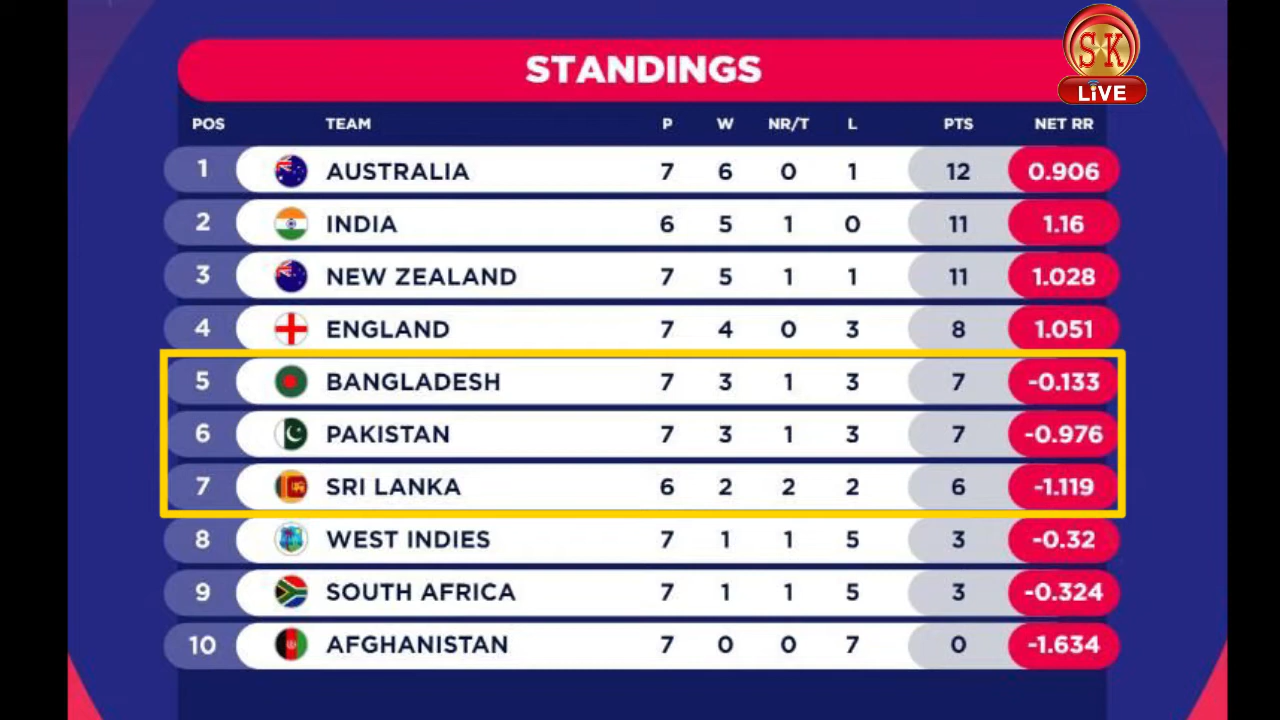 SK
LiVE
STANDINGS
POS TEAM P W NR/T L PTS NET RR
1 AUSTRALIA 7 6 0 1 12 0.906
2 INDIA 6 5 1 0 11 1.16
3 NEW ZEALAND 7 5 1 1 11 1.028
4 ENGLAND 7 4 0 3 8 1.051
5 BANGLADESH 7 3 1 3 7 -0.133
6 PAKISTAN 7 3 1 3 7 -0.976
7 SRI LANKA 6 2 2 2 6 -1.119
8 WEST INDIES 7 1 1 5 3 -0.32
9 SOUTH AFRICA 7 1 1 5 3 -0.324
10 AFGHANISTAN 7 0 0 7 0 -1.634